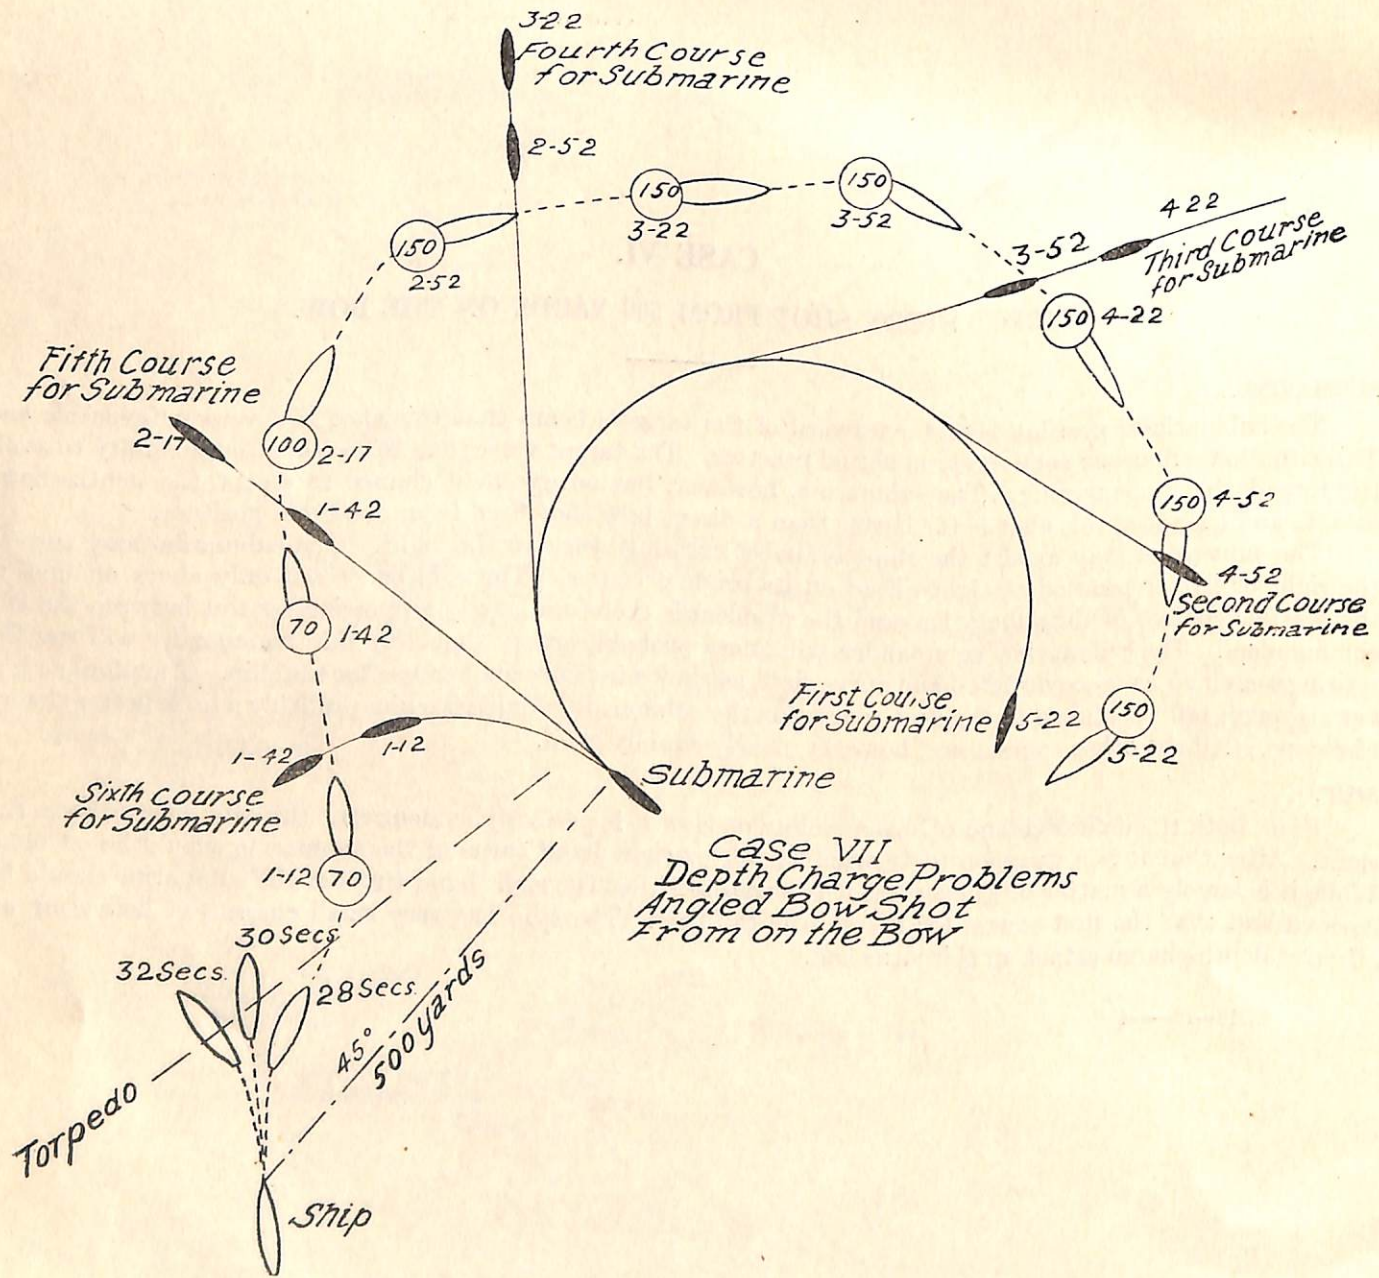 3-22
Fourth Course
for Submarine
2-52
150
3-22
150
3-52
150
2-52
4 22
Third Course
for Submarine
3-52
150
4-22
Fifth Course
for Submarine
2-17
100
2-17
1-42
70
1-42
150
4-52
4-52
Second Course
for Submarine
First Course
for Submarine
5-22
150
5-22
1-12
1-42
Sixth course
for Submarine
Submarine
1-12
70
Case VII
Depth Charge Problems
Angled Bow Shot
From on the Bow
30 Secs
32 Secs.
28 Secs.
45°
500 yards
Torpedo
Ship